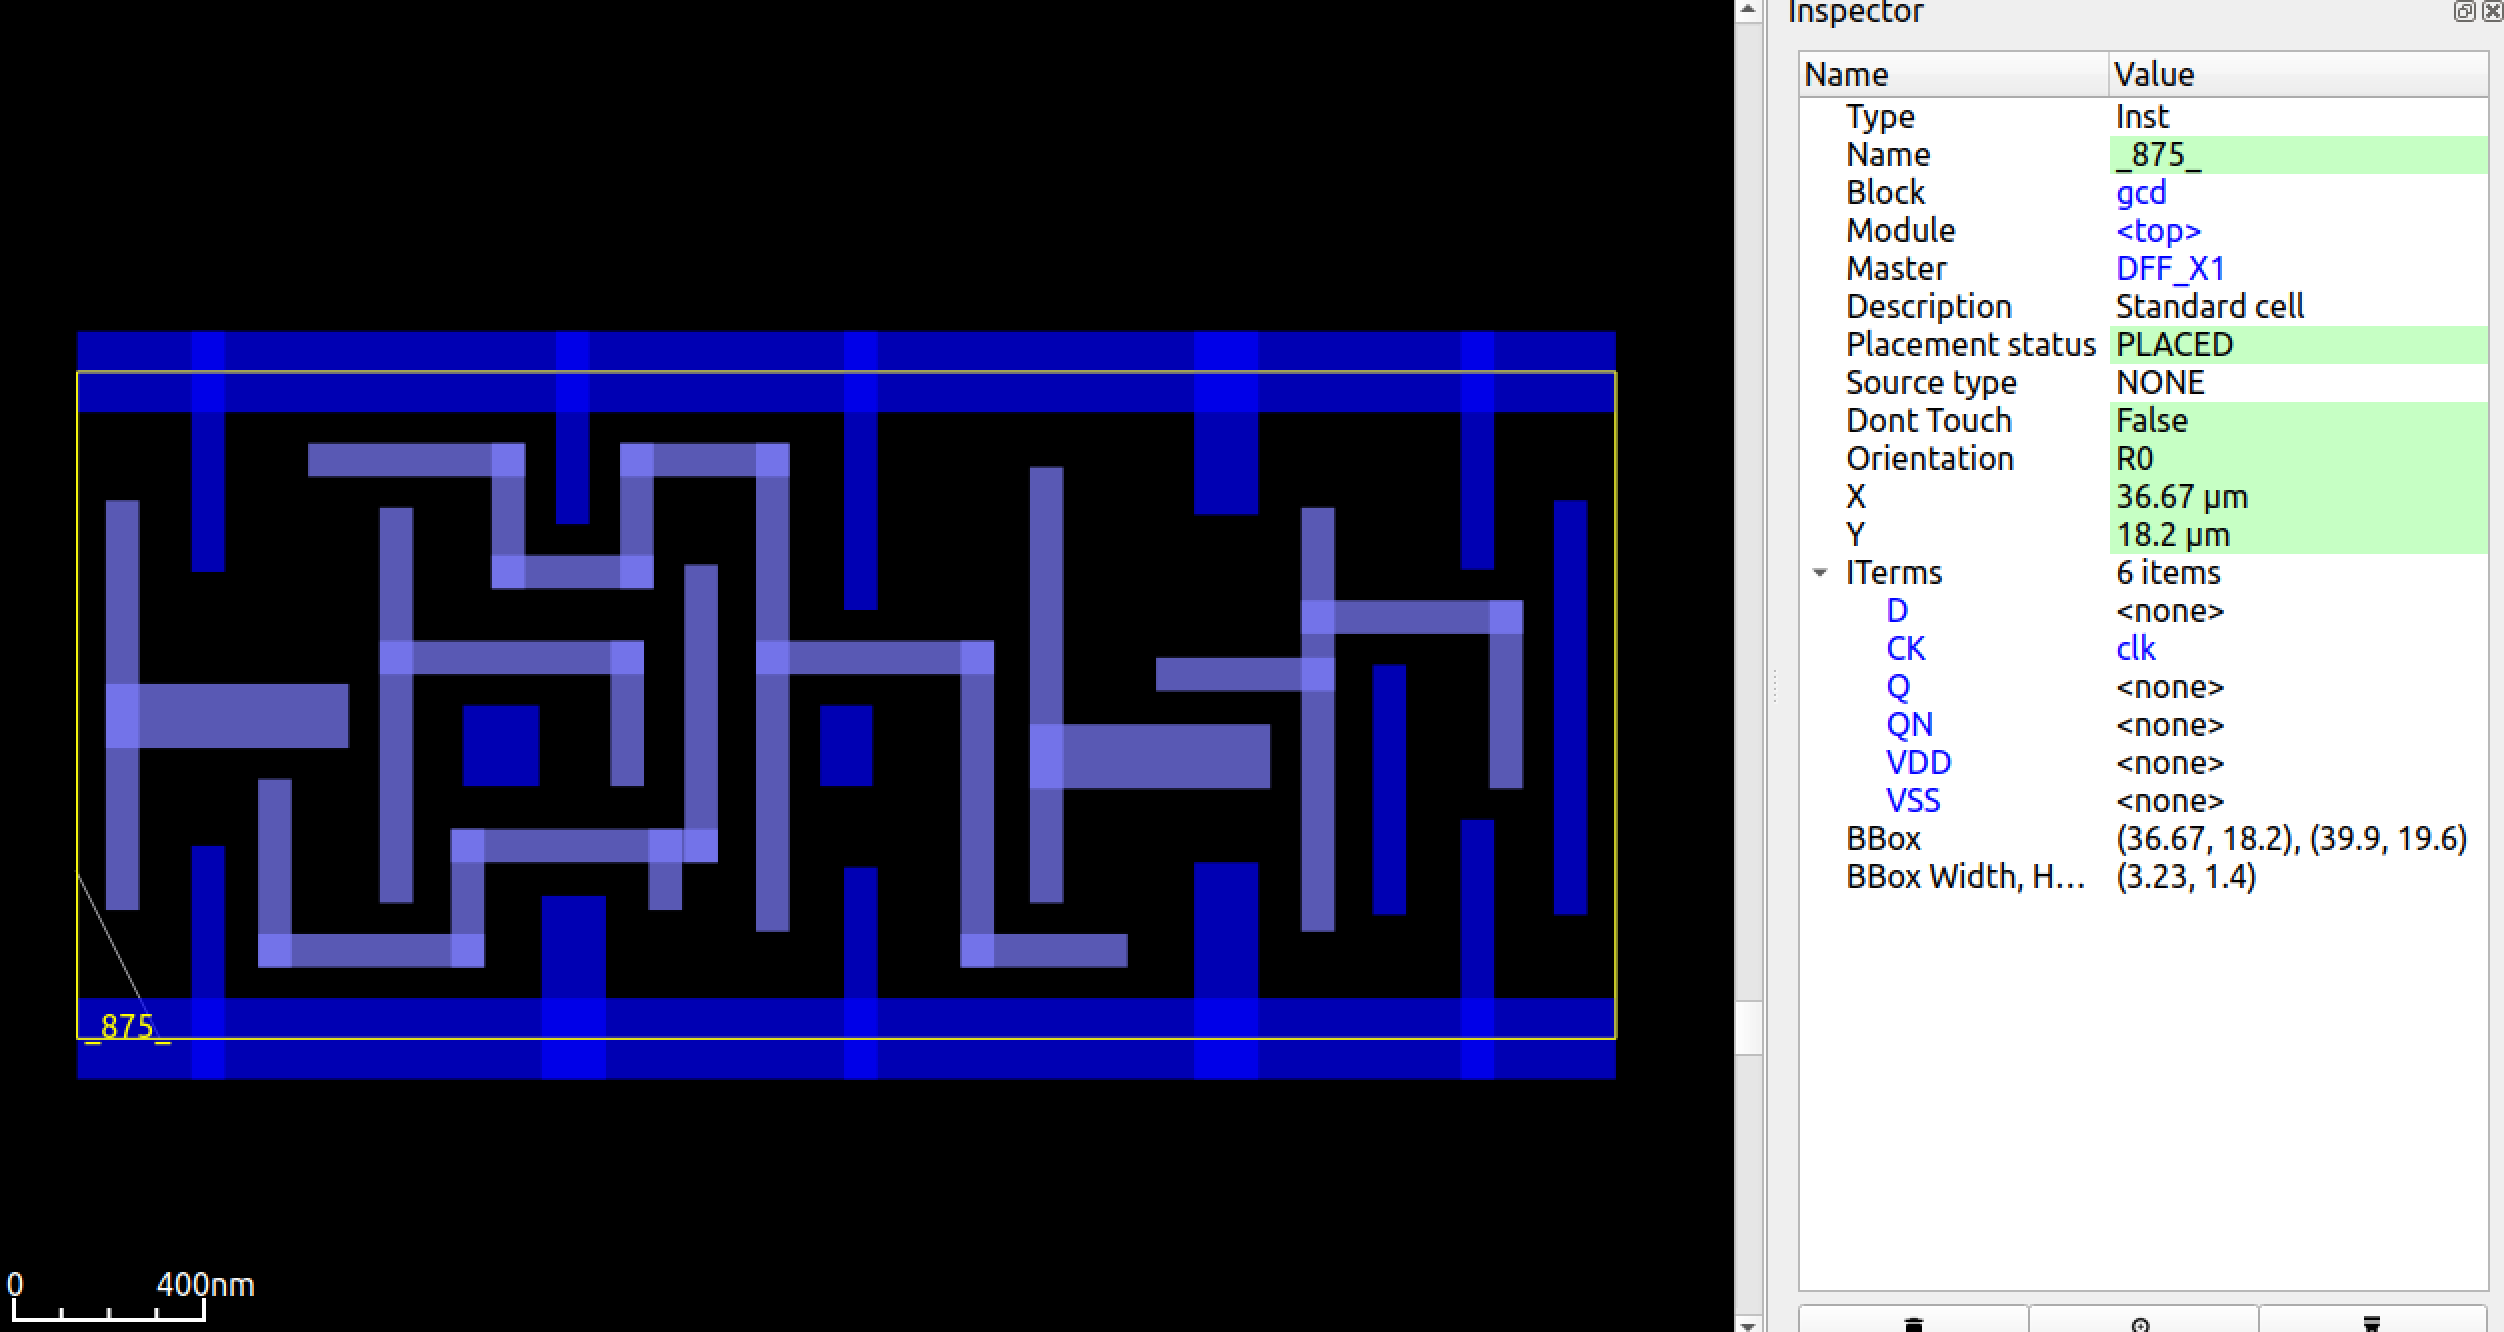 Inspector
Name Value
Type Inst
Name _875_
Block gcd
Module <top>
Master DFF_X1
Description Standard cell
Placement status PLACED
Source type NONE
Dont Touch False
Orientation R0
X 36.67 μm
Y 18.2 μm
ITerms 6 items
D <none>
CK clk
Q <none>
QN <none>
VDD <none>
VSS <none>
BBox (36.67, 18.2), (39.9, 19.6)
BBox Width, H... (3.23, 1.4)
_875_
0 400nm